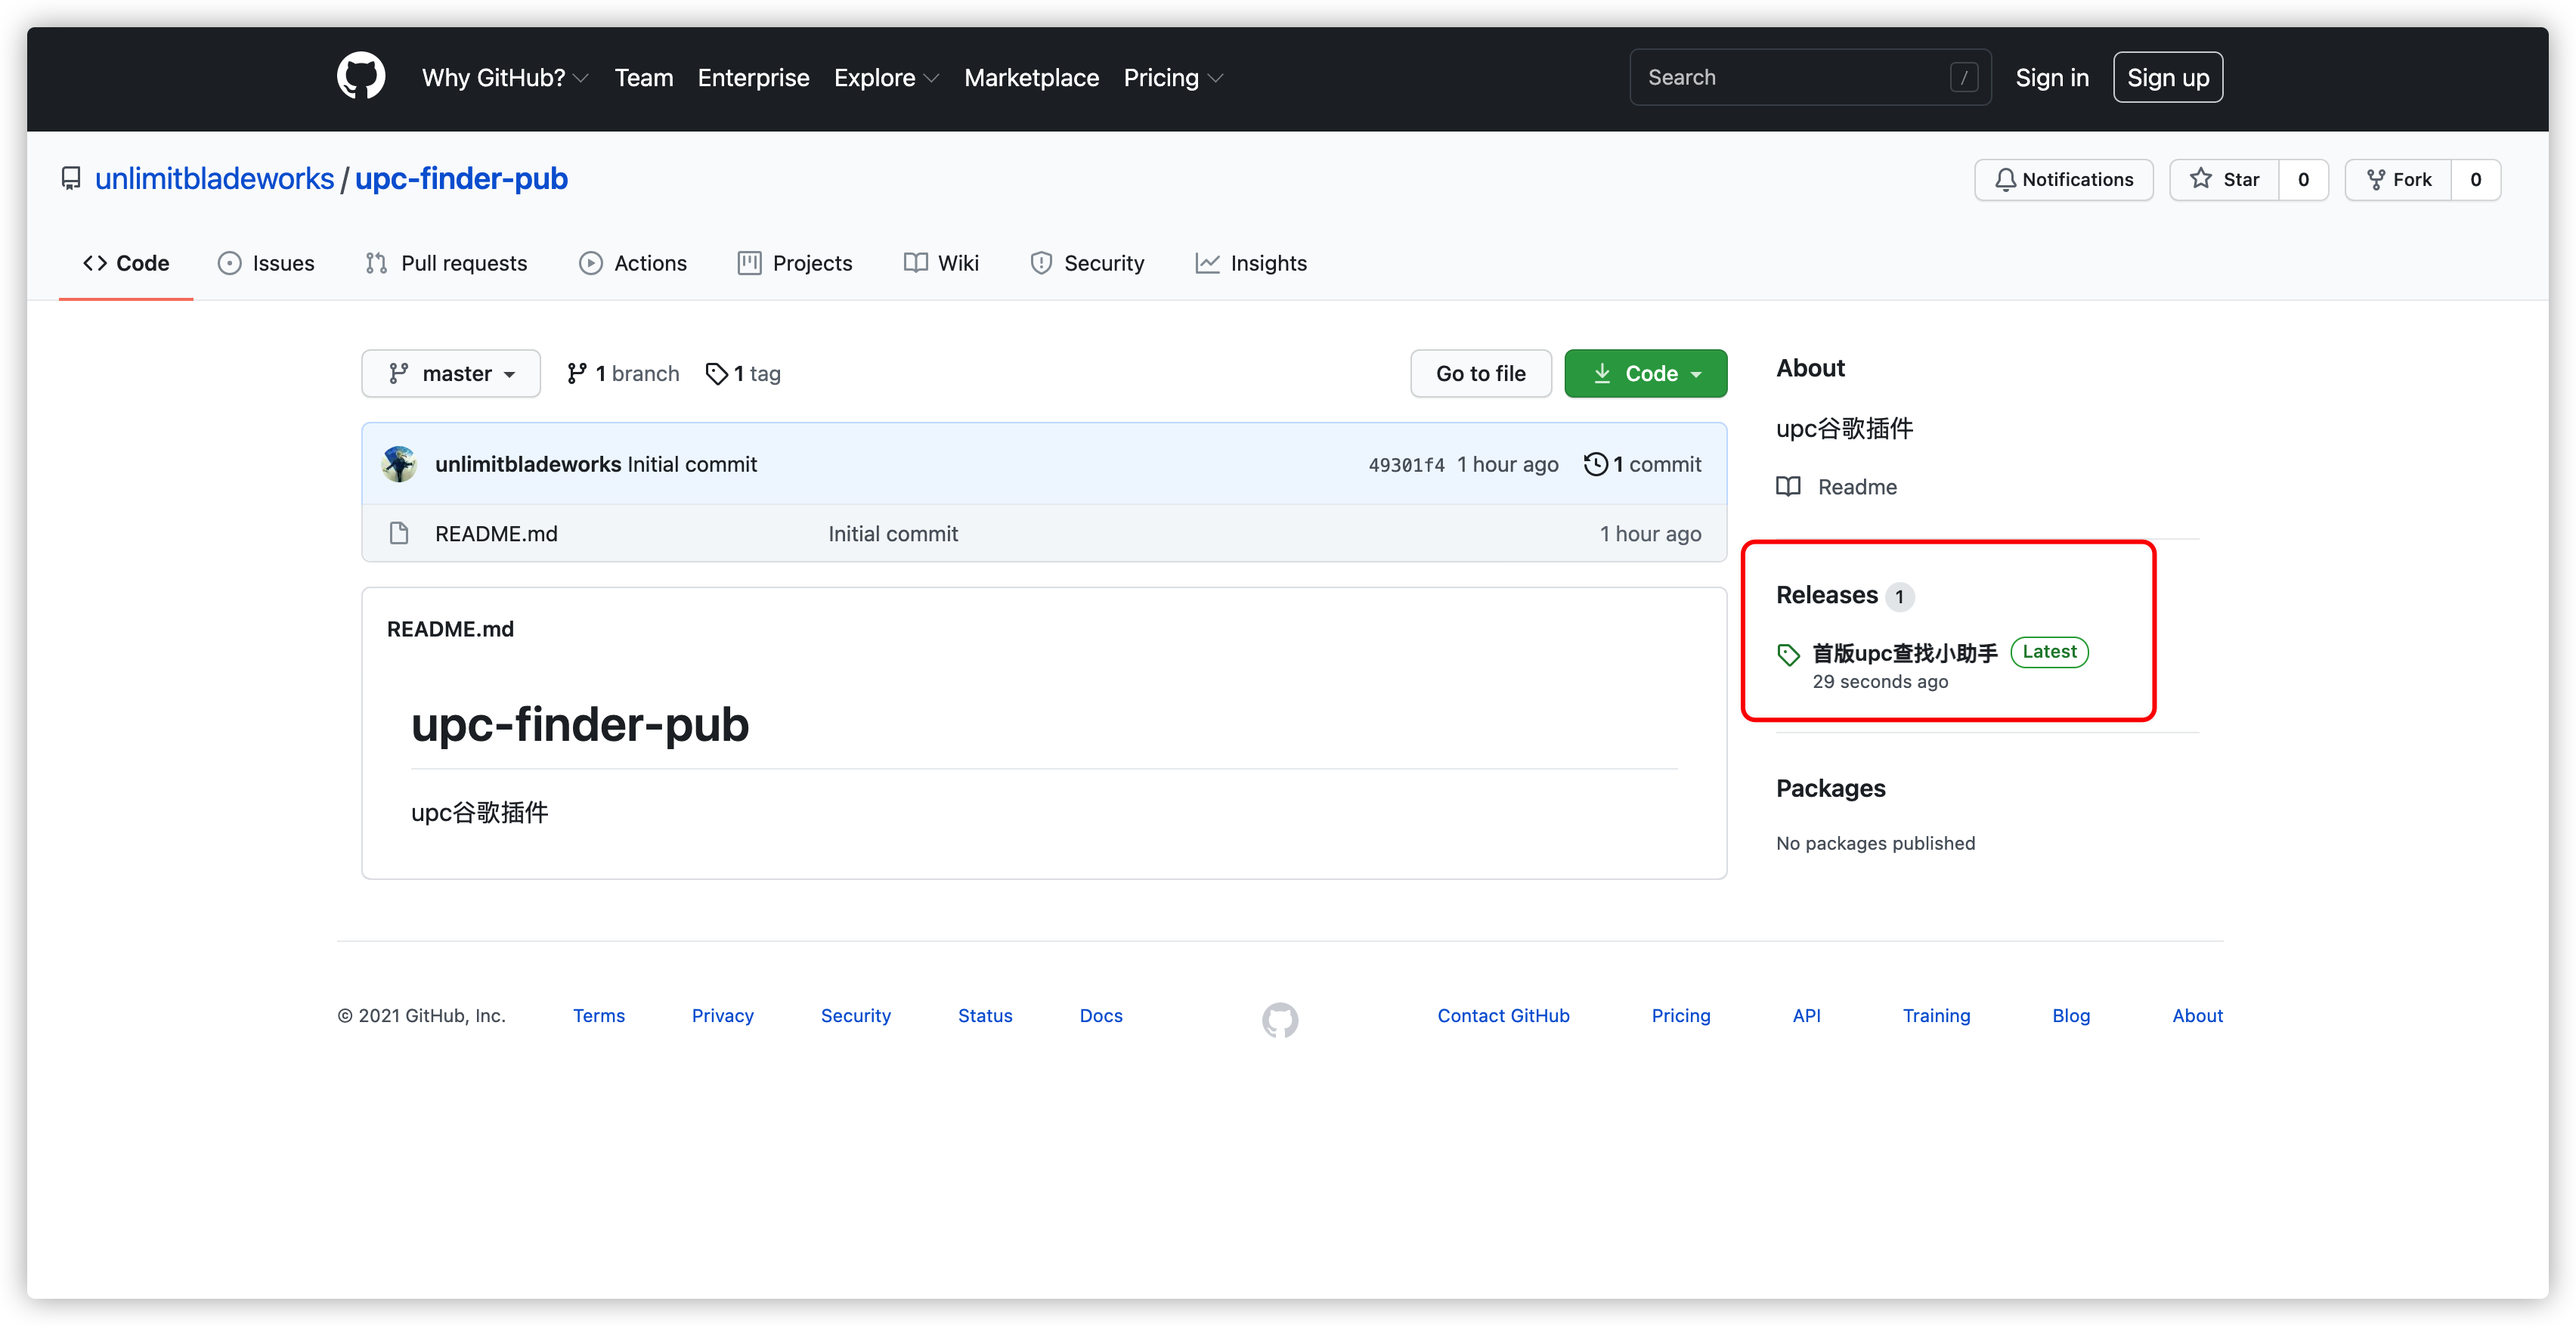 Why GitHub? Team Enterprise Explore Marketplace Pricing Search / Sign in Sign up
unlimitbladeworks / upc-finder-pub Notifications Star 0 Fork 0
Code Issues Pull requests Actions Projects Wiki Security Insights
master 1 branch 1 tag Go to file Code
unlimitbladeworks Initial commit 49301f4 1 hour ago 1 commit
README.md Initial commit 1 hour ago
README.md
upc-finder-pub
upc谷歌插件
About
upc谷歌插件
Readme
Releases 1
首版upc查找小助手 Latest
29 seconds ago
Packages
No packages published
© 2021 GitHub, Inc. Terms Privacy Security Status Docs Contact GitHub Pricing API Training Blog About